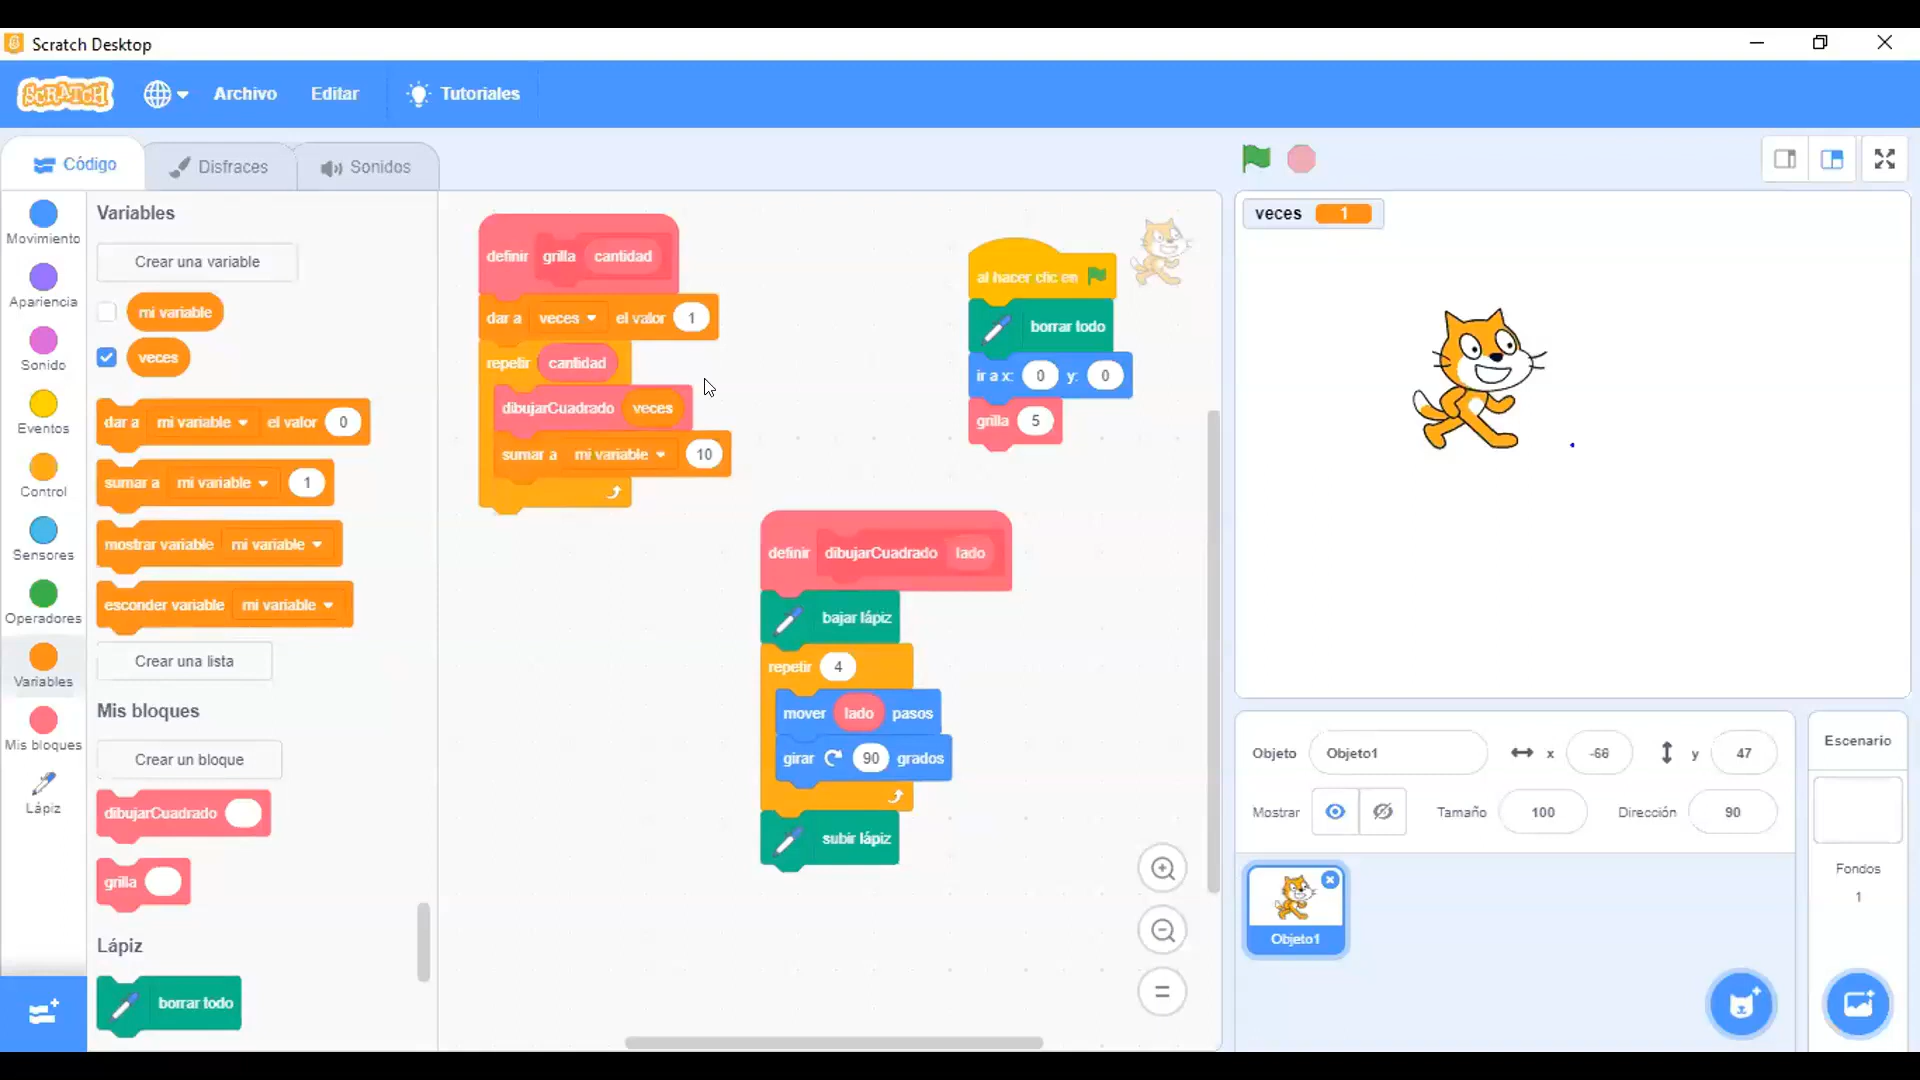 Scratch Desktop
SCRATCH
Archivo
Editar
Tutoriales
Código
Disfraces
Sonidos
Movimiento
Apariencia
Sonido
Eventos
Control
Sensores
Operadores
Variables
Mis bloques
Lápiz
Variables
Crear una variable
mi variable
veces
dar a mi variable el valor 0
sumar a mi variable 1
mostrar variable mi variable
esconder variable mi variable
Crear una lista
Mis bloques
Crear un bloque
dibujarCuadrado
grilla
Lápiz
borrar todo
definir grilla cantidad
dar a veces el valor 1
repetir cantidad
dibujarCuadrado veces
sumar a mi variable 10
al hacer clic en
borrar todo
ir a x: 0 y: 0
grilla 5
definir dibujarCuadrado lado
bajar lápiz
repetir 4
mover lado pasos
girar 90 grados
subir lápiz
veces 1
Objeto Objeto1 x -66 y 47
Mostrar Tamaño 100 Dirección 90
Objeto1
Escenario
Fondos
1